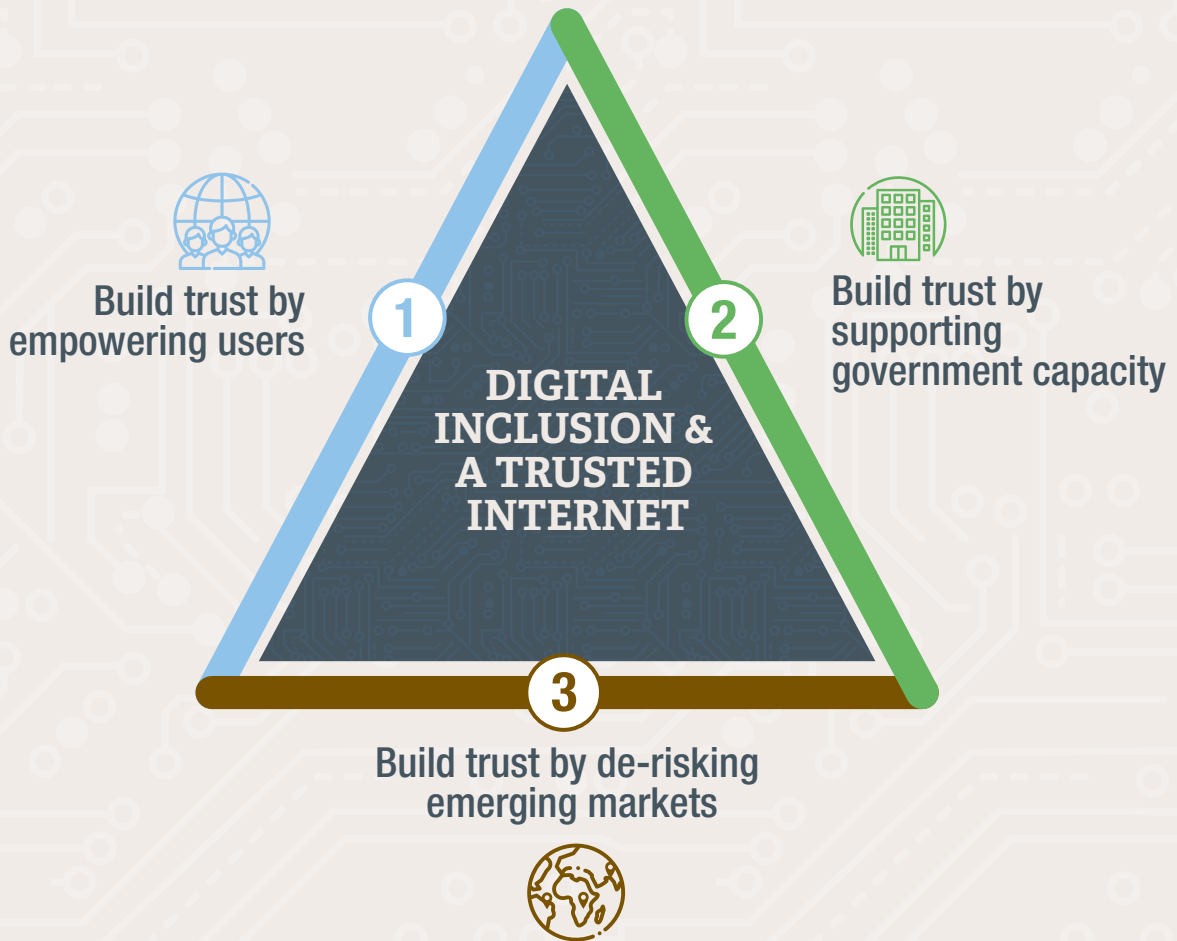 Build trust by
empowering users
1
2
Build trust by
supporting
government capacity
DIGITAL
INCLUSION &
A TRUSTED
INTERNET
3
Build trust by de-risking
emerging markets